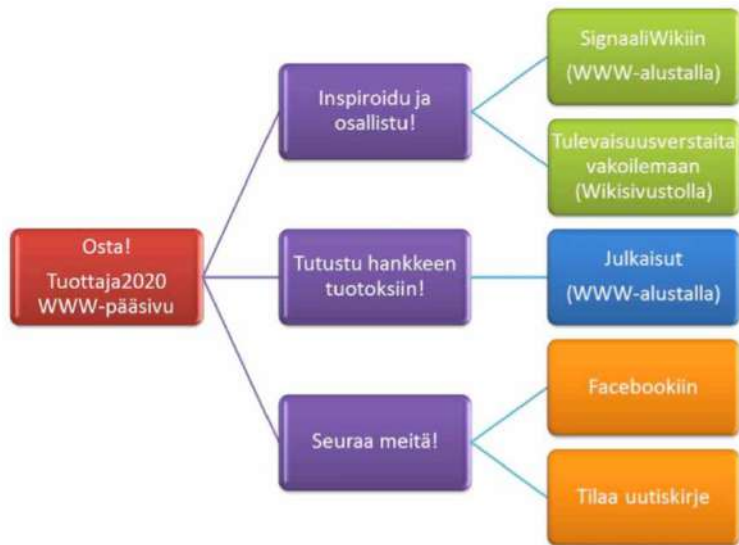 Osta!
Tuottaja2020
WWW-pääsivu
Inspiroidu ja
osallistu!
SignaaliWikiin
(WWW-alustalla)
Tulevaisuusverstaita
vakoilemaan
(Wikisivustolla)
Tutustu hankkeen
tuotoksiin!
Julkaisut
(WWW-alustalla)
Seuraa meitä!
Facebookiin
Tilaa uutiskirje